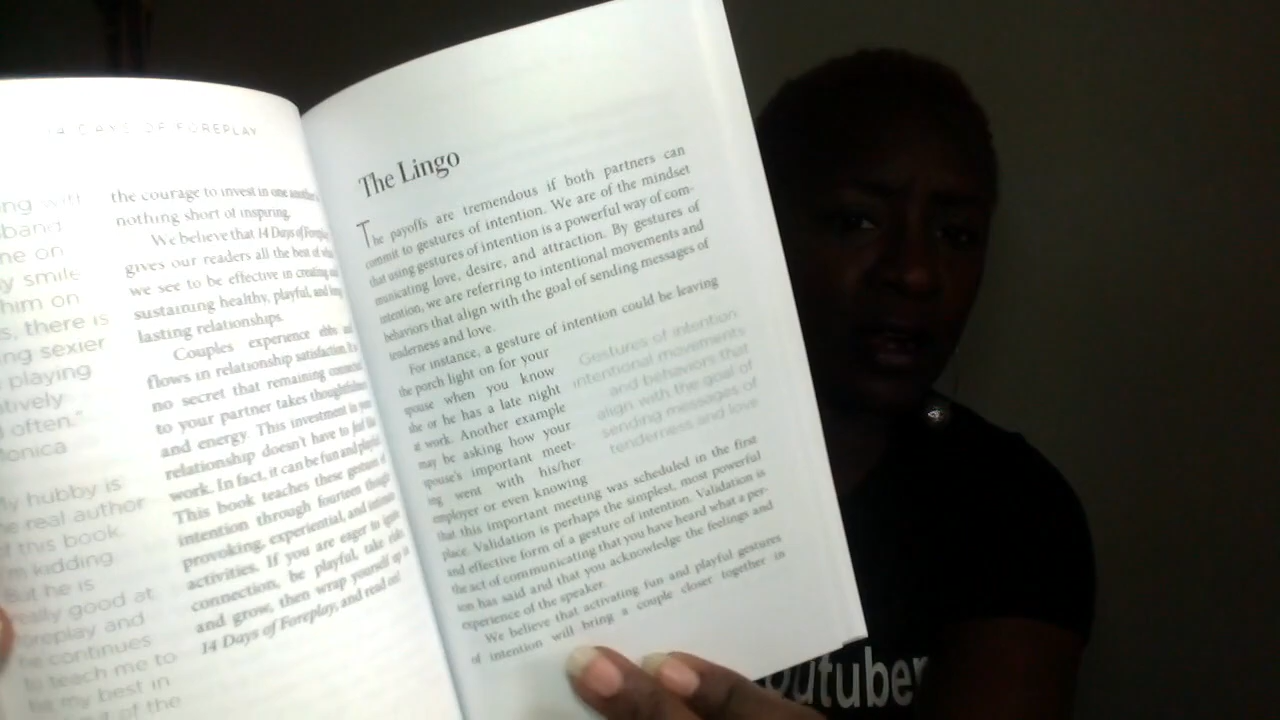 14 DAYS OF FOREPLAY
the courage to invest in one another
nothing short of inspiring.
We believe that 14 Days of
gives our readers all the best of what
we see to be effective in creating and
sustaining healthy, playful, and
lasting relationships.
Couples experience ebbs
flows in relationship satisfaction.
no secret that remaining
to your partner takes
and energy. This investment in
relationship doesn't have to feel
work. In fact, it can be fun and
This book teaches these
intention through fourteen
provoking, experiential, and
activities. If you are eager to
connection, be playful, take
and grow, then wrap yourself up
14 Days of Foreplay, and read on!
smile
him on
there is
sexier
playing
often."
hubby is
real author
of this book
kidding
he is
good at
foreplay and
he continues
to teach me to
my best in
of the
The Lingo
The payoffs are tremendous if both partners can
commit to gestures of intention. We are of the mindset
that using gestures of intention is a powerful way of com-
municating love, desire, and attraction. By gestures of
intention, we are referring to intentional movements and
behaviors that align with the goal of sending messages of
tenderness and love.
For instance, a gesture of intention could be leaving
the porch light on for your
spouse when you know
she or he has a late night
at work. Another example
may be asking how your
spouse's important meet-
ing went with his/her
employer or even knowing
that this important meeting was scheduled in the first
place. Validation is perhaps the simplest, most powerful
and effective form of a gesture of intention. Validation is
the act of communicating that you have heard what a per-
son has said and that you acknowledge the feelings and
experience of the speaker.
We believe that activating fun and playful gestures
of intention will bring a couple closer together in
Gestures of intention:
intentional movements
and behaviors that
align with the goal of
sending messages of
tenderness and love
outuber